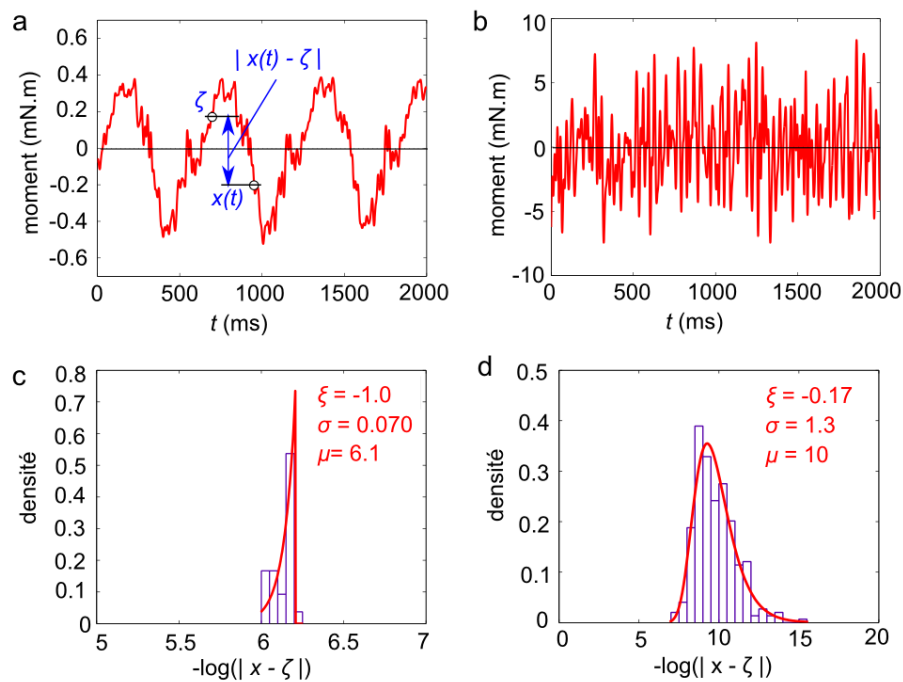 a
moment (mN.m)
0.6
0.4
0.2
0
-0.2
-0.4
-0.6
| x(t) - ζ |
ζ
x(t)
0 500 1000 1500 2000
t (ms)
b
moment (mN.m)
10
5
0
-5
-10
0 500 1000 1500 2000
t (ms)
c
densité
0.8
0.7
0.6
0.5
0.4
0.3
0.2
0.1
0
ξ = -1.0
σ = 0.070
μ= 6.1
5 5.5 6 6.5 7
-log(| x - ζ |)
d
densité
0.5
0.4
0.3
0.2
0.1
0
ξ = -0.17
σ = 1.3
μ = 10
0 5 10 15 20
-log(| x - ζ |)